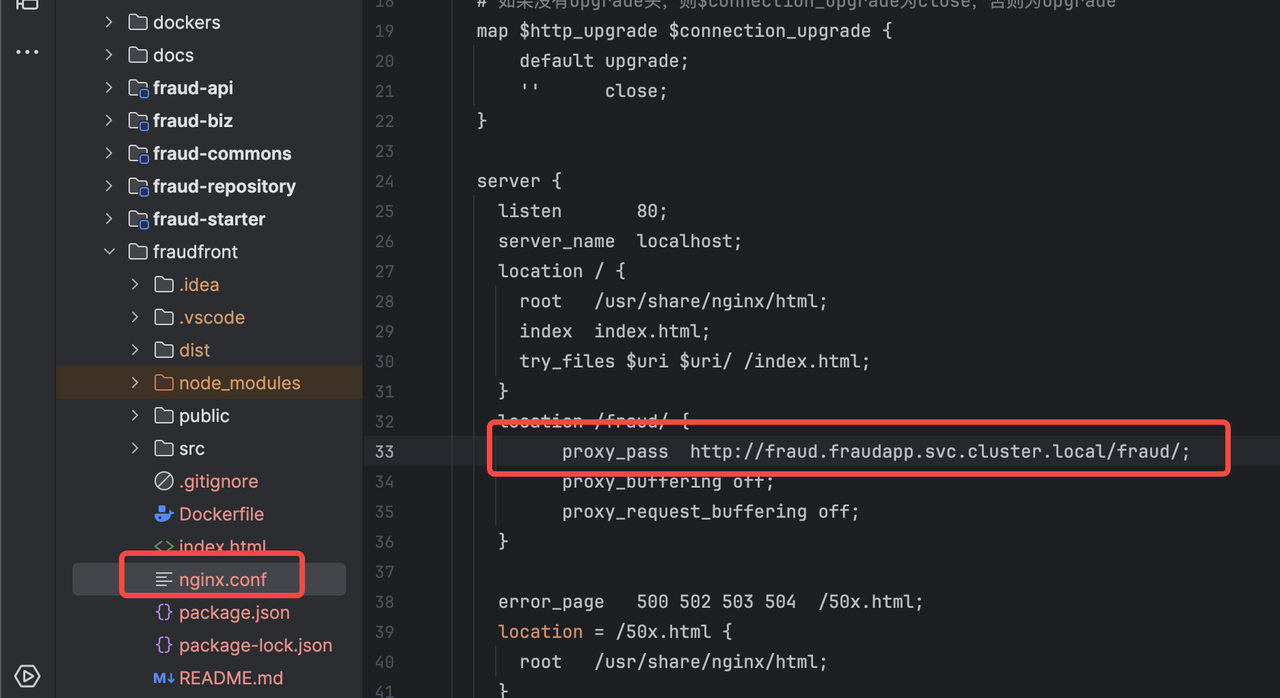 dockers
docs
fraud-api
fraud-biz
fraud-commons
fraud-repository
fraud-starter
fraudfront
.idea
.vscode
dist
node_modules
public
src
.gitignore
Dockerfile
index.html
nginx.conf
package.json
package-lock.json
README.md
18 # 如果没有Upgrade头，则$connection_upgrade为close，否则为upgrade
19 map $http_upgrade $connection_upgrade {
20 default upgrade;
21 '' close;
22 }
23
24 server {
25 listen 80;
26 server_name localhost;
27 location / {
28 root /usr/share/nginx/html;
29 index index.html;
30 try_files $uri $uri/ /index.html;
31 }
32 location /fraud/ {
33 proxy_pass http://fraud.fraudapp.svc.cluster.local/fraud/;
34 proxy_buffering off;
35 proxy_request_buffering off;
36 }
37
38 error_page 500 502 503 504 /50x.html;
39 location = /50x.html {
40 root /usr/share/nginx/html;
41 }